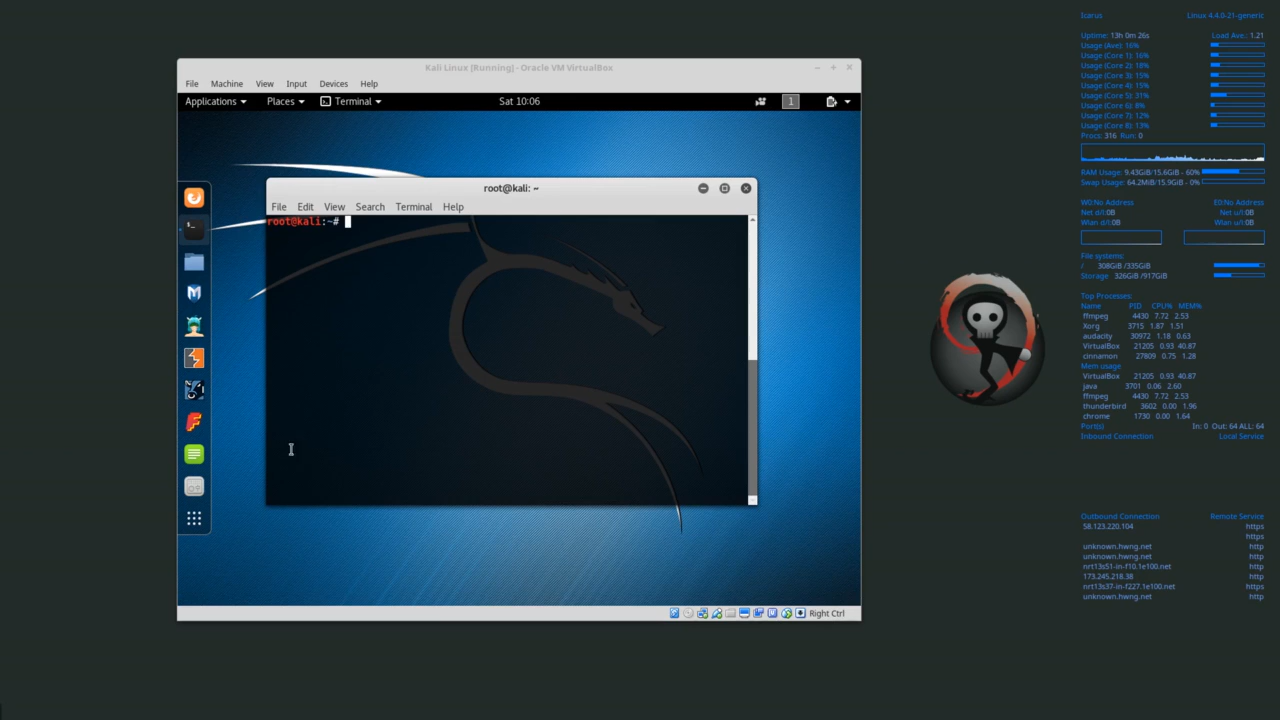 Icarus Linux 4.4.0-21-generic
Uptime: 13h 0m 26s Load Ave.: 1.21
Usage (Ave): 16%
Usage (Core 1): 16%
Usage (Core 2): 18%
Usage (Core 3): 15%
Usage (Core 4): 15%
Usage (Core 5): 31%
Usage (Core 6): 8%
Usage (Core 7): 12%
Usage (Core 8): 13%
Procs: 316 Run: 0
RAM Usage: 9.43GiB/15.6GiB - 60%
Swap Usage: 64.2MiB/15.9GiB - 0%
W0:No Address E0:No Address
Net d/l:0B Net u/l:0B
Wlan d/l:0B Wlan u/l:0B
File systems:
/ 308GiB /335GiB
Storage 326GiB /917GiB
Top Processes:
Name PID CPU% MEM%
ffmpeg 4430 7.72 2.53
Xorg 3715 1.87 1.51
audacity 30972 1.18 0.63
VirtualBox 21205 0.93 40.87
cinnamon 27809 0.75 1.28
Mem usage
VirtualBox 21205 0.93 40.87
java 3701 0.06 2.60
ffmpeg 4430 7.72 2.53
thunderbird 3602 0.00 1.96
chrome 1730 0.00 1.64
Port(s) In: 0 Out: 64 ALL: 64
Inbound Connection Local Service
Outbound Connection Remote Service
58.123.220.104 https
https
unknown.hwng.net http
unknown.hwng.net http
nrt13s51-in-f10.1e100.net http
173.245.218.38 http
nrt13s37-in-f227.1e100.net https
unknown.hwng.net http
Kali Linux [Running] - Oracle VM VirtualBox
File Machine View Input Devices Help
Applications Places Terminal Sat 10:06 1
root@kali: ~
File Edit View Search Terminal Help
root@kali:~#
Right Ctrl